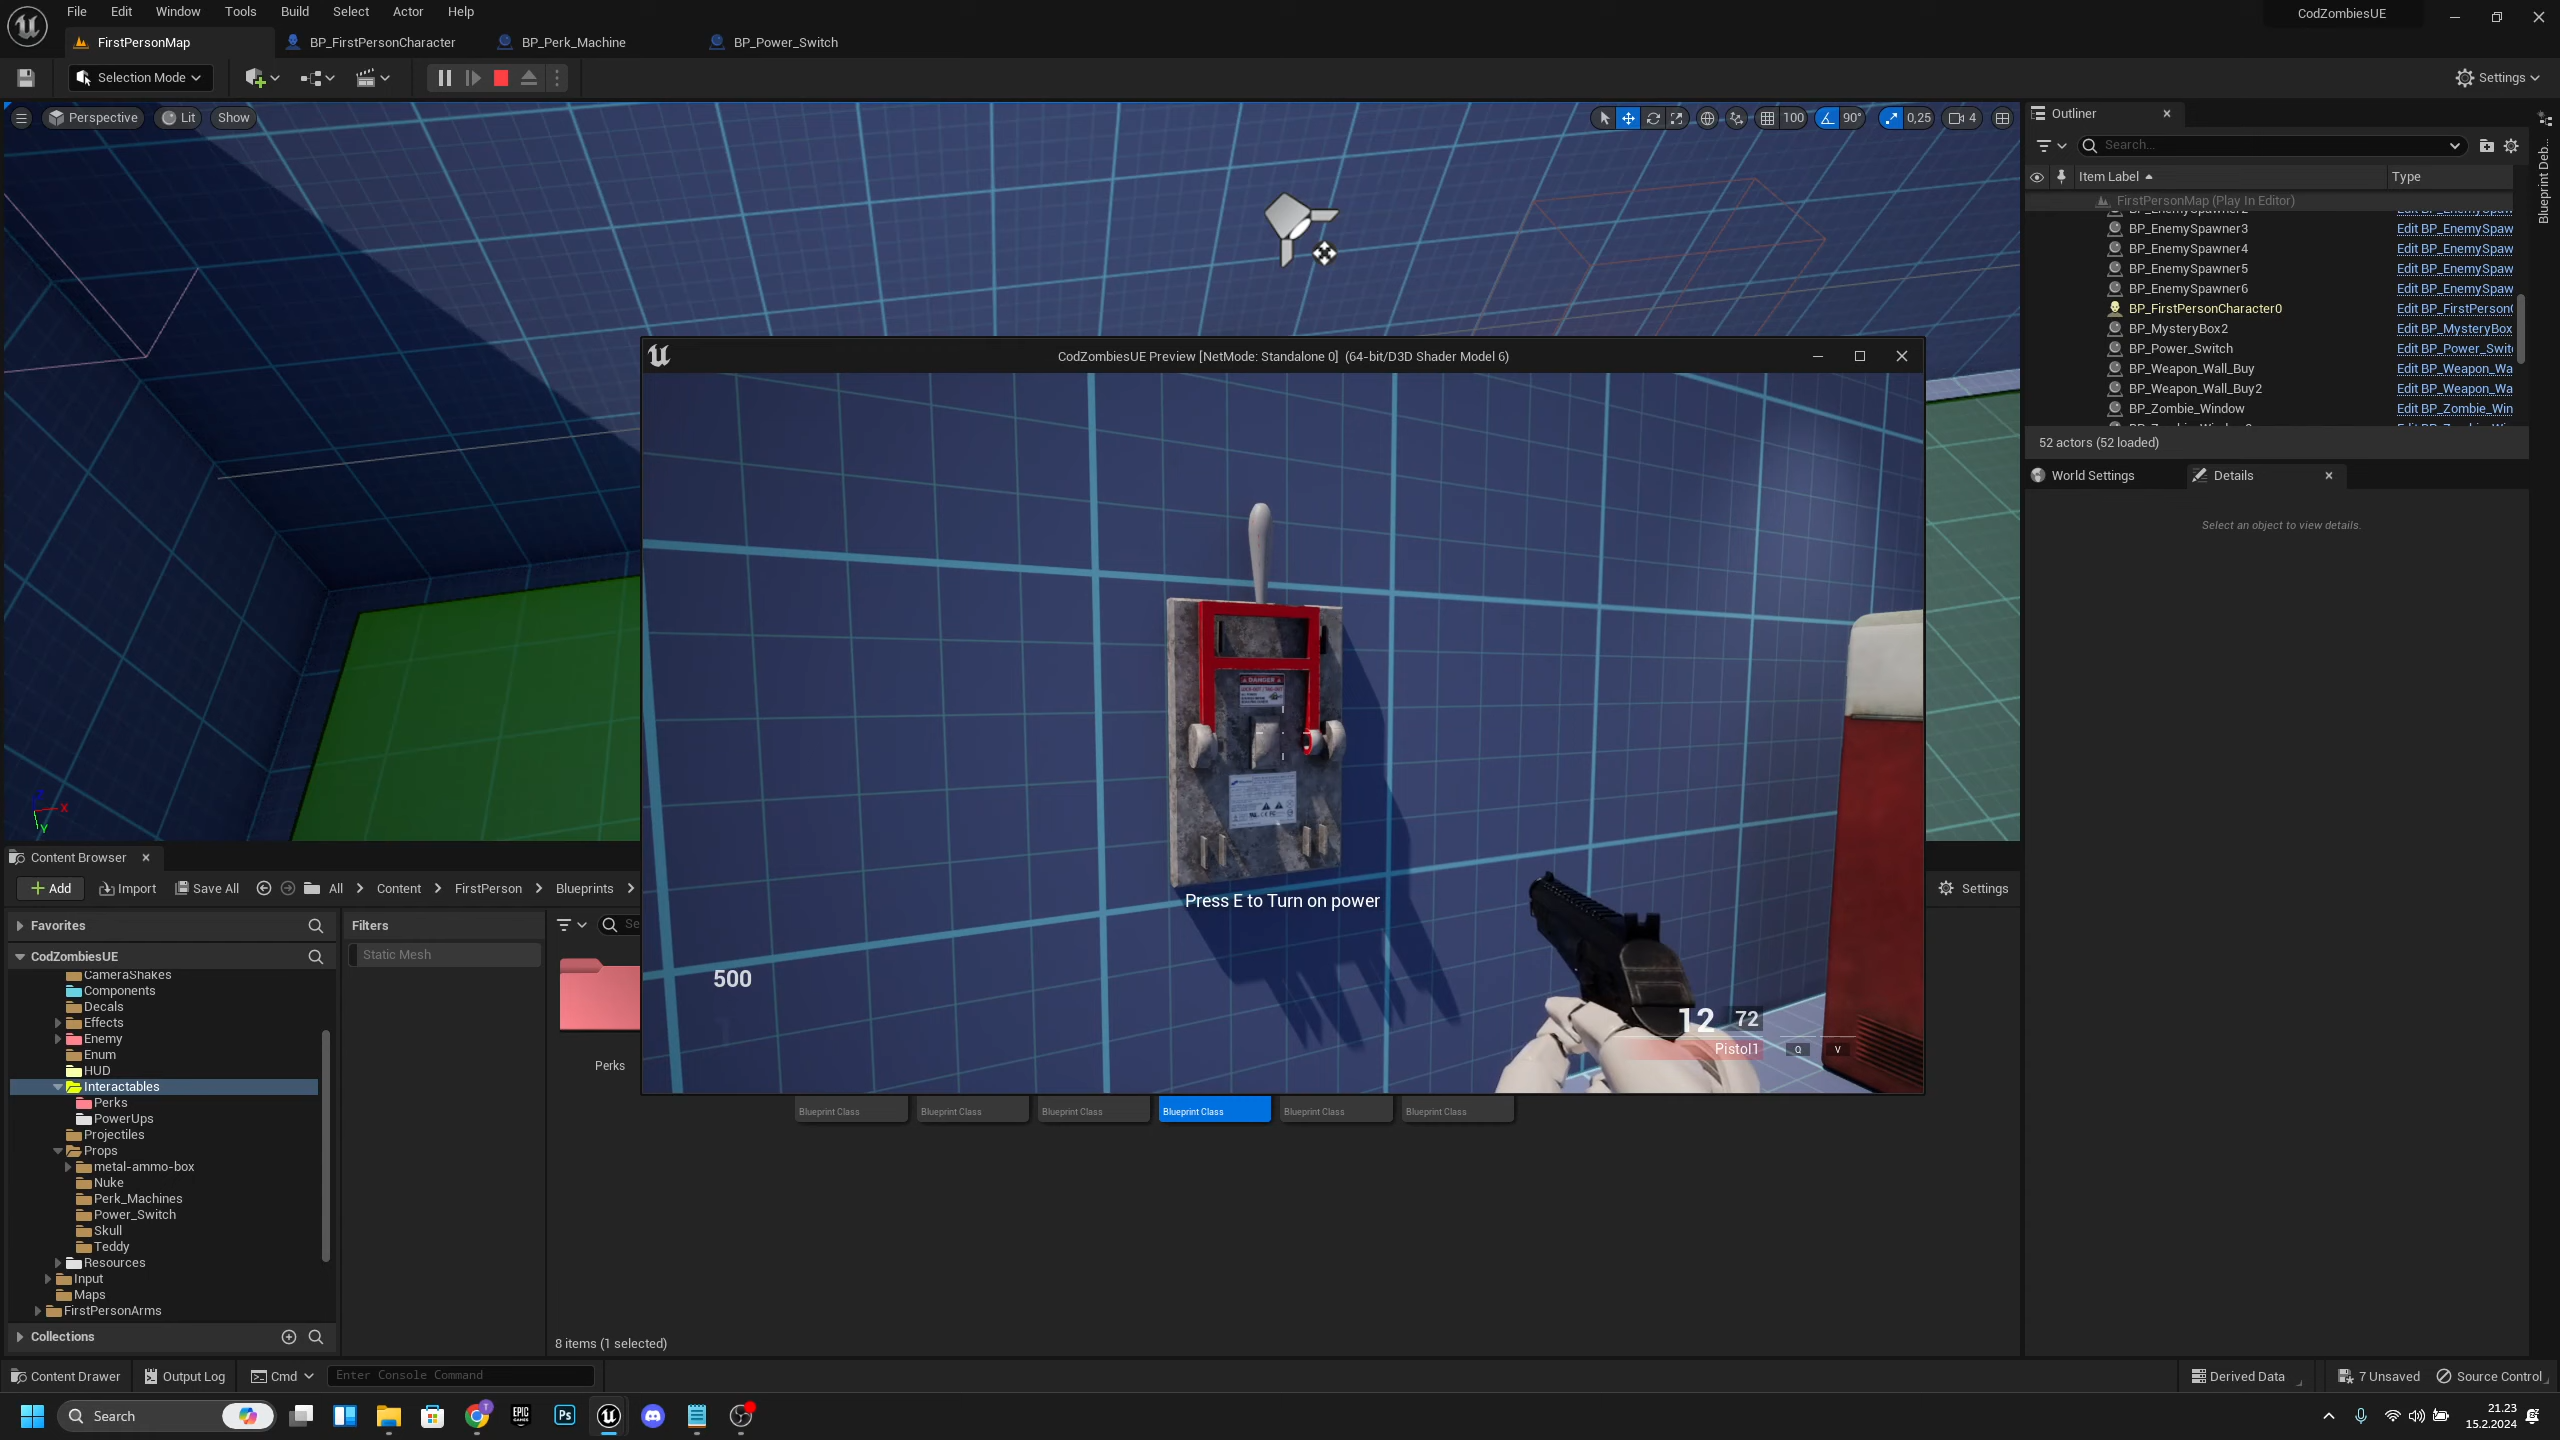 File Edit Window Tools Build Select Actor Help
CodZombiesUE
FirstPersonMap
BP_FirstPersonCharacter
BP_Perk_Machine
BP_Power_Switch
Selection Mode
Settings
Perspective
Lit
Show
100
90°
0,25
4
Outliner
Search...
Item Label
Type
FirstPersonMap (Play In Editor)
BP_EnemySpawner3
Edit BP_EnemySpaw
BP_EnemySpawner4
Edit BP_EnemySpaw
BP_EnemySpawner5
Edit BP_EnemySpaw
BP_EnemySpawner6
Edit BP_EnemySpaw
BP_FirstPersonCharacter0
Edit BP_FirstPerson
BP_MysteryBox2
Edit BP_MysteryBox
BP_Power_Switch
Edit BP_Power_Swit
BP_Weapon_Wall_Buy
Edit BP_Weapon_Wa
BP_Weapon_Wall_Buy2
Edit BP_Weapon_Wa
BP_Zombie_Window
Edit BP_Zombie_Win
52 actors (52 loaded)
Blueprint Deb...
World Settings
Details
Select an object to view details.
CodZombiesUE Preview [NetMode: Standalone 0] (64-bit/D3D Shader Model 6)
DANGER
Press E to Turn on power
500
12 72
Pistol1
Q
V
X
Y
Content Browser
Add
Import
Save All
All
Content
FirstPerson
Blueprints
Settings
Favorites
Filters
Se
CodZombiesUE
Static Mesh
CameraShakes
Components
Decals
Effects
Enemy
Enum
HUD
Interactables
Perks
PowerUps
Projectiles
Props
metal-ammo-box
Nuke
Perk_Machines
Power_Switch
Skull
Teddy
Resources
Input
Maps
FirstPersonArms
Collections
Perks
Blueprint Class
Blueprint Class
Blueprint Class
Blueprint Class
Blueprint Class
Blueprint Class
8 items (1 selected)
Content Drawer
Output Log
Cmd
Enter Console Command
Derived Data
7 Unsaved
Source Control
Search
T
EPIC
GAMES
Ps
21.23
15.2.2024